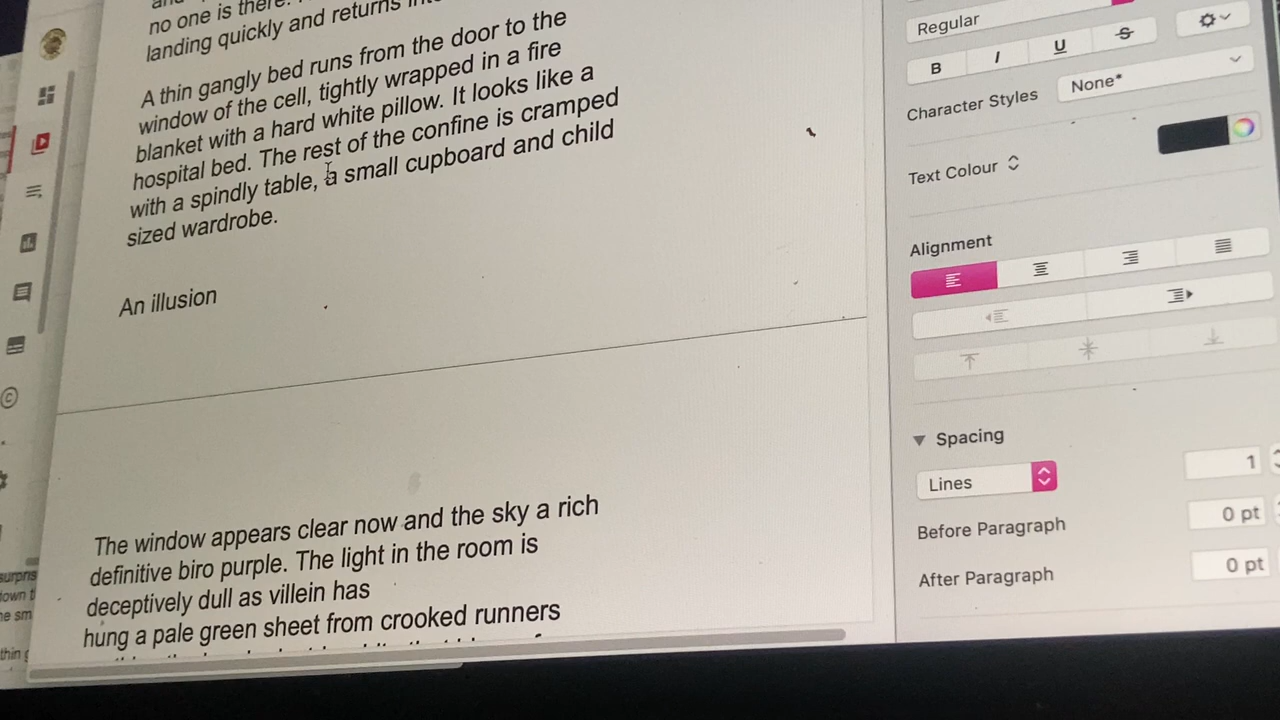 no one is there.
landing quickly and returns
A thin gangly bed runs from the door to the
window of the cell, tightly wrapped in a fire
blanket with a hard white pillow. It looks like a
hospital bed. The rest of the confine is cramped
with a spindly table, a small cupboard and child
sized wardrobe.
An illusion
The window appears clear now and the sky a rich
definitive biro purple. The light in the room is
deceptively dull as villein has
hung a pale green sheet from crooked runners
Regular
B I U S
Character Styles None*
Text Colour
Alignment
Spacing
Lines 1
Before Paragraph 0 pt
After Paragraph 0 pt